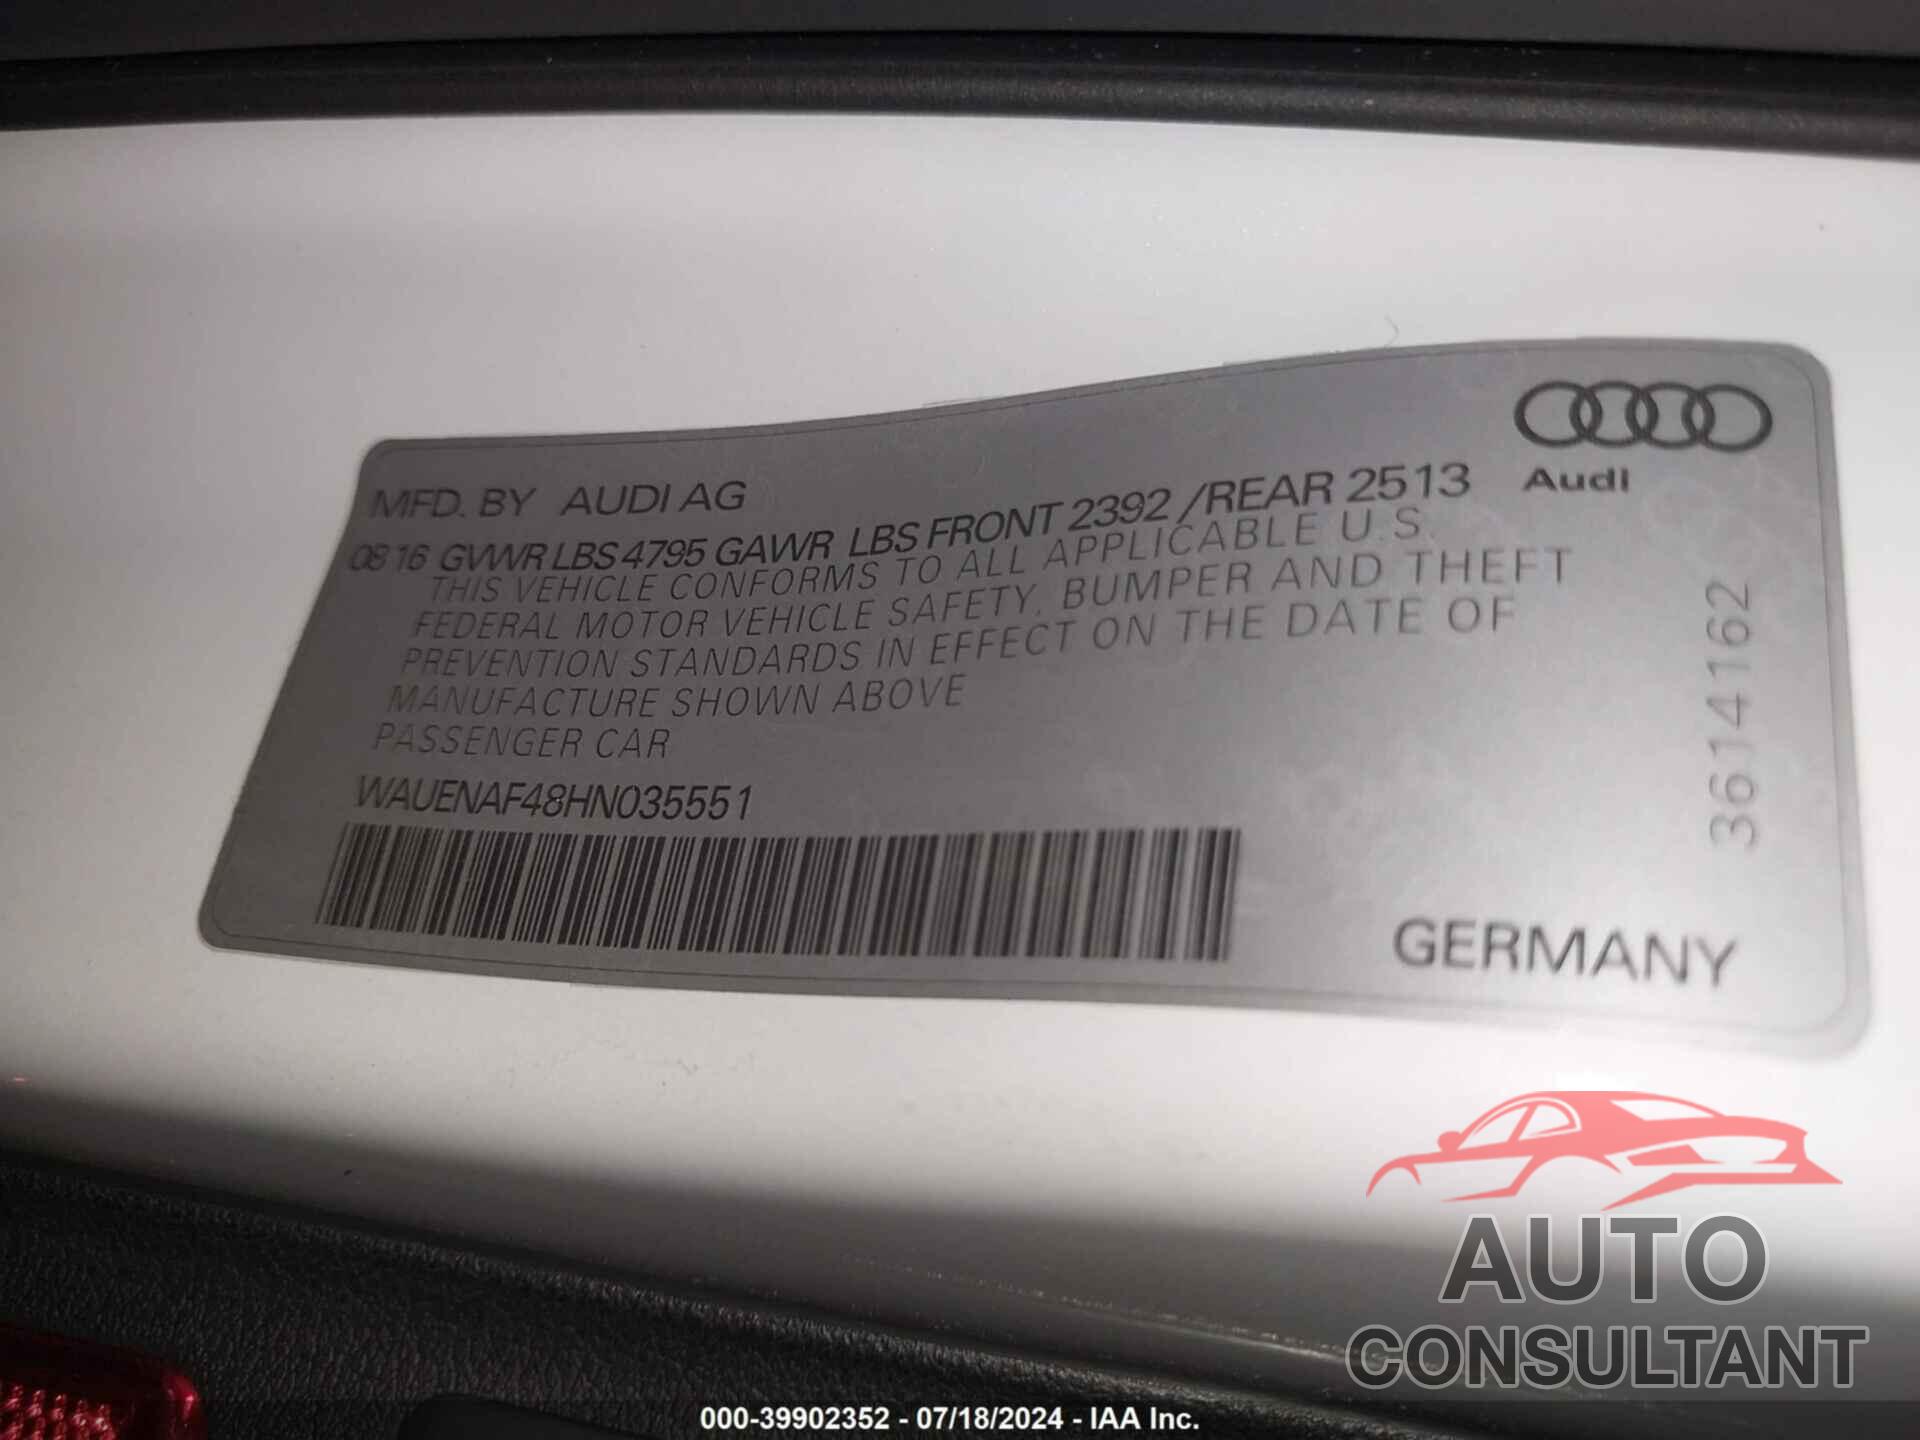 MFD. BY AUDI AG
Audi
08 16 GVWR LBS 4795 GAWR LBS FRONT 2392 /REAR 2513
THIS VEHICLE CONFORMS TO ALL APPLICABLE U.S.
FEDERAL MOTOR VEHICLE SAFETY, BUMPER AND THEFT
PREVENTION STANDARDS IN EFFECT ON THE DATE OF
MANUFACTURE SHOWN ABOVE
PASSENGER CAR
WAUENAF48HN035551
3614162
GERMANY
AUTO
CONSULTANT
000-39902352 - 07/18/2024 - IAA Inc.